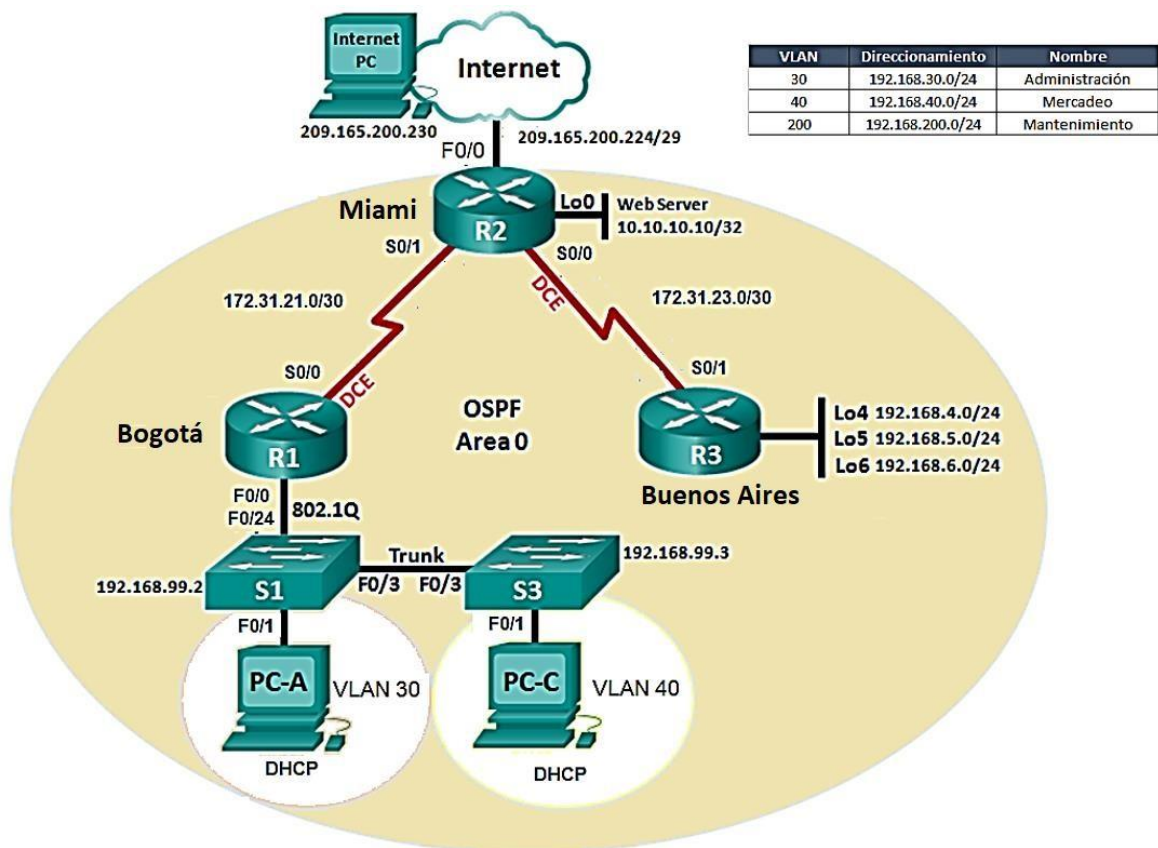 Internet
PC
Internet
209.165.200.230
209.165.200.224/29
F0/0
VLAN Direccionamiento Nombre
30 192.168.30.0/24 Administración
40 192.168.40.0/24 Mercadeo
200 192.168.200.0/24 Mantenimiento
Miami
R2
Lo0
Web Server
10.10.10.10/32
S0/1
S0/0
DCE
172.31.21.0/30
172.31.23.0/30
S0/0
DCE
S0/1
Bogotá
R1
OSPF
Area 0
R3
Buenos Aires
Lo4 192.168.4.0/24
Lo5 192.168.5.0/24
Lo6 192.168.6.0/24
F0/0
F0/24
802.1Q
192.168.99.2
S1
Trunk
F0/3 F0/3
S3
192.168.99.3
F0/1
F0/1
PC-A
VLAN 30
DHCP
PC-C
VLAN 40
DHCP